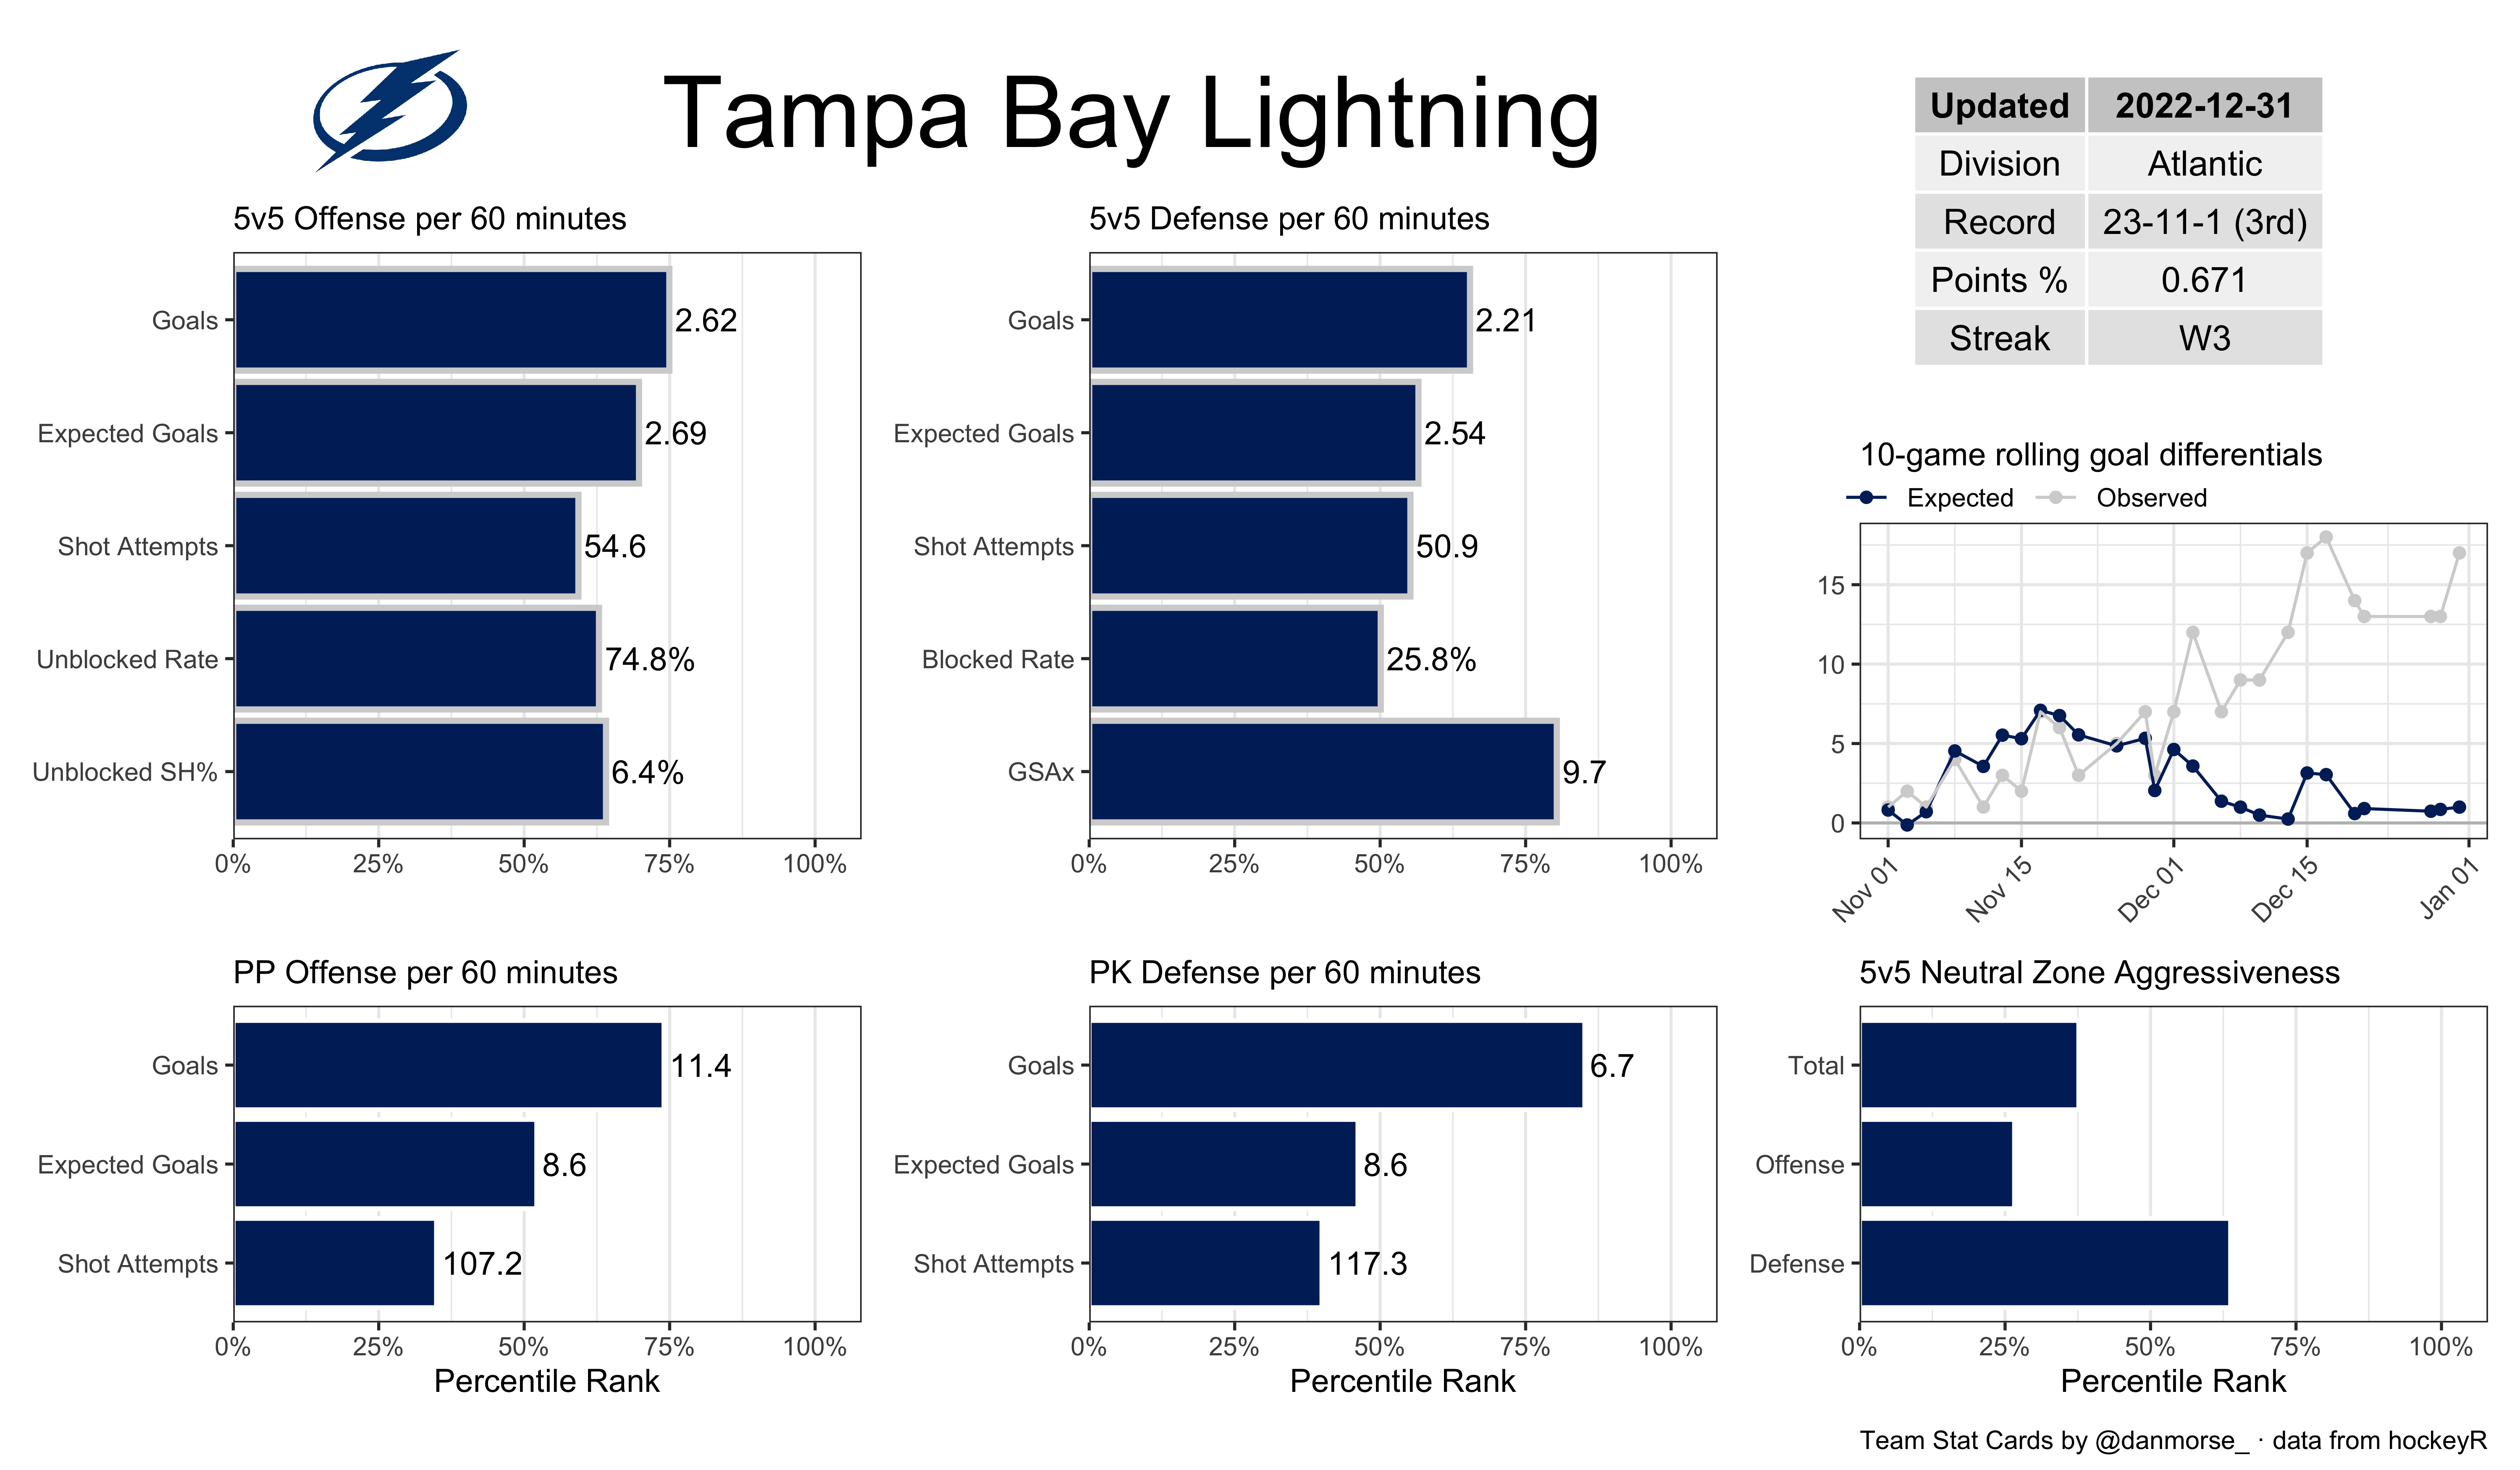 Tampa Bay Lightning
Updated 2022-12-31
Division Atlantic
Record 23-11-1 (3rd)
Points % 0.671
Streak W3
5v5 Offense per 60 minutes
Goals 2.62
Expected Goals 2.69
Shot Attempts 54.6
Unblocked Rate 74.8%
Unblocked SH% 6.4%
0% 25% 50% 75% 100%
5v5 Defense per 60 minutes
Goals 2.21
Expected Goals 2.54
Shot Attempts 50.9
Blocked Rate 25.8%
GSAx 9.7
0% 25% 50% 75% 100%
10-game rolling goal differentials
Expected Observed
15
10
5
0
Nov 01 Nov 15 Dec 01 Dec 15 Jan 01
PP Offense per 60 minutes
Goals 11.4
Expected Goals 8.6
Shot Attempts 107.2
0% 25% 50% 75% 100%
Percentile Rank
PK Defense per 60 minutes
Goals 6.7
Expected Goals 8.6
Shot Attempts 117.3
0% 25% 50% 75% 100%
Percentile Rank
5v5 Neutral Zone Aggressiveness
Total
Offense
Defense
0% 25% 50% 75% 100%
Percentile Rank
Team Stat Cards by @danmorse_ · data from hockeyR